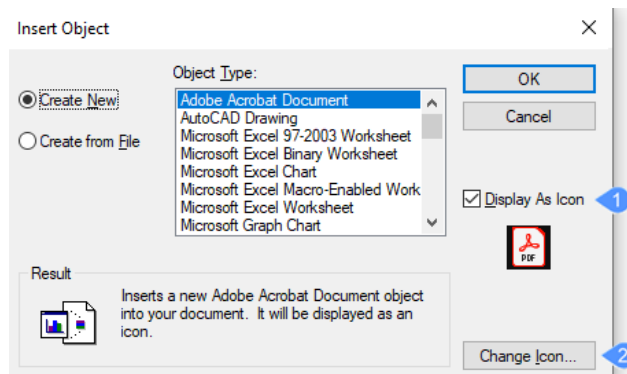 Insert Object
Object Type:
Create New
Create from File
Adobe Acrobat Document
AutoCAD Drawing
Microsoft Excel 97-2003 Worksheet
Microsoft Excel Binary Worksheet
Microsoft Excel Chart
Microsoft Excel Macro-Enabled Work
Microsoft Excel Worksheet
Microsoft Graph Chart
OK
Cancel
Display As Icon
1
PDF
Result
Inserts a new Adobe Acrobat Document object
into your document. It will be displayed as an
icon.
Change Icon...
2